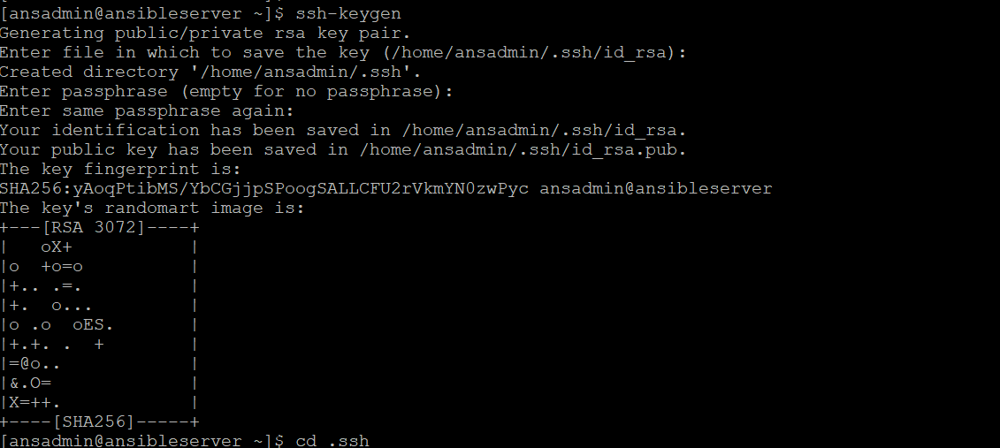 [ansadmin@ansibleserver ~]$ ssh-keygen
Generating public/private rsa key pair.
Enter file in which to save the key (/home/ansadmin/.ssh/id_rsa):
Created directory '/home/ansadmin/.ssh'.
Enter passphrase (empty for no passphrase):
Enter same passphrase again:
Your identification has been saved in /home/ansadmin/.ssh/id_rsa.
Your public key has been saved in /home/ansadmin/.ssh/id_rsa.pub.
The key fingerprint is:
SHA256:yAoqPtibMS/YbCGjjpSPoogSALLCFU2rVkmYN0zwPyc ansadmin@ansibleserver
The key's randomart image is:
+---[RSA 3072]----+
|   oX+           |
|o  +o=o          |
|+.. .=.          |
|+.  o...         |
|o .o  oES.       |
|+.+. .  +        |
|=@o..            |
|&.O=             |
|X=++.            |
+----[SHA256]-----+
[ansadmin@ansibleserver ~]$ cd .ssh